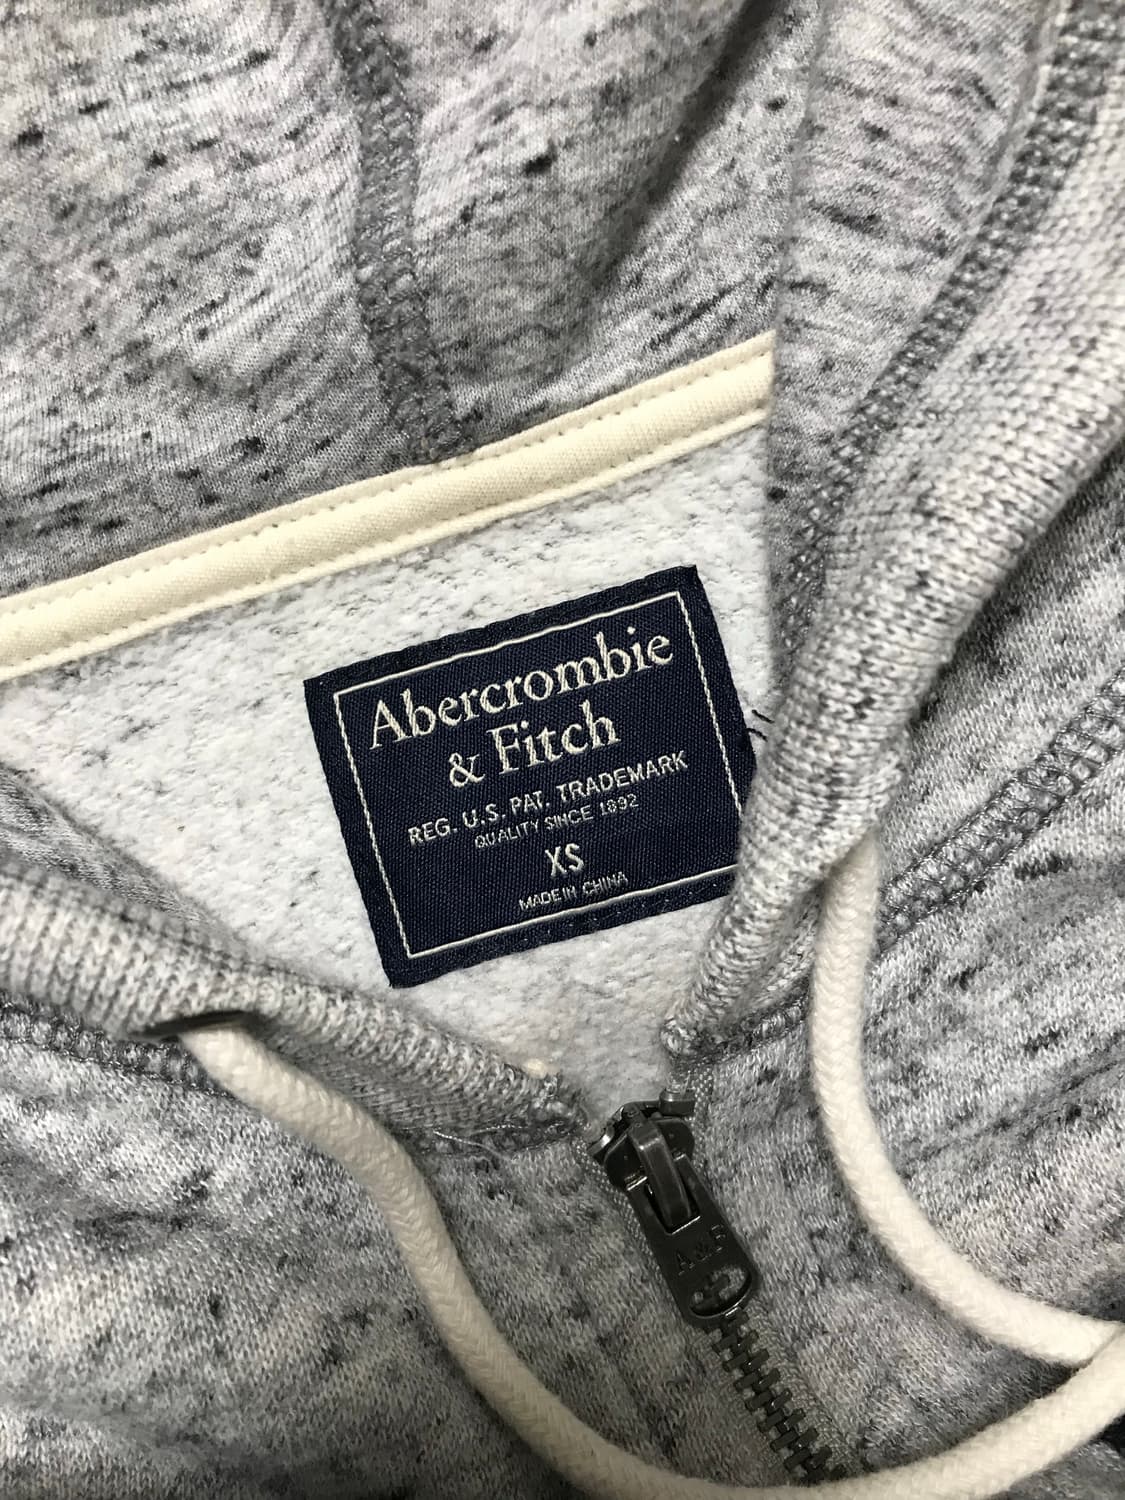 Abercrombie
& Fitch
REG. U.S. PAT. TRADEMARK
QUALITY SINCE 1892
XS
MADE IN CHINA
A&F